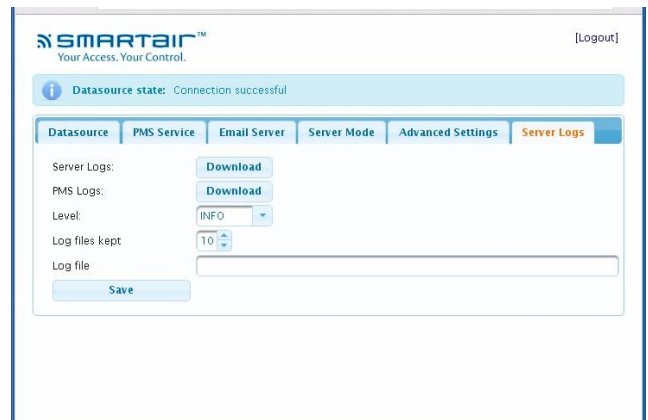 SMARTair™
[Logout]
Your Access. Your Control.
i Datasource state: Connection successful
Datasource PMS Service Email Server Server Mode Advanced Settings Server Logs
Server Logs: Download
PMS Logs: Download
Level: INFO
Log files kept 10
Log file
Save